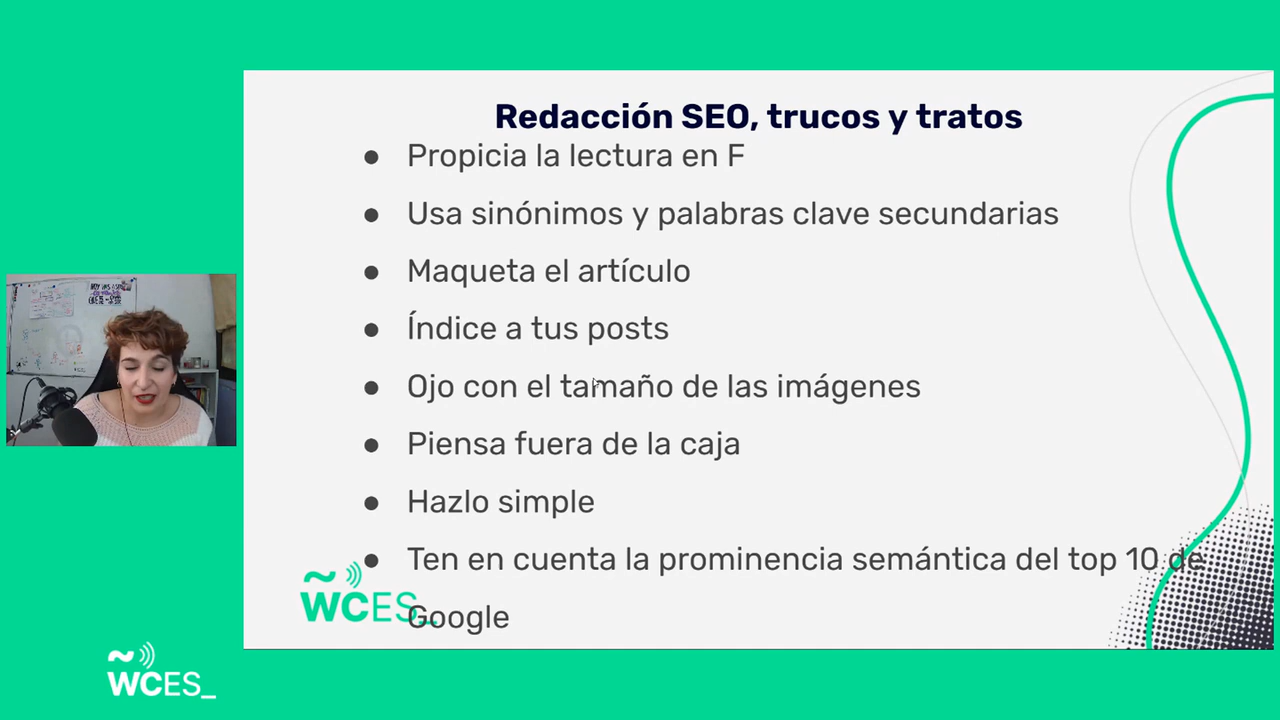 Redacción SEO, trucos y tratos
● Propicia la lectura en F
● Usa sinónimos y palabras clave secundarias
● Maqueta el artículo
● Índice a tus posts
● Ojo con el tamaño de las imágenes
● Piensa fuera de la caja
● Hazlo simple
● Ten en cuenta la prominencia semántica del top 10 de
Google
WCES_
WCES_